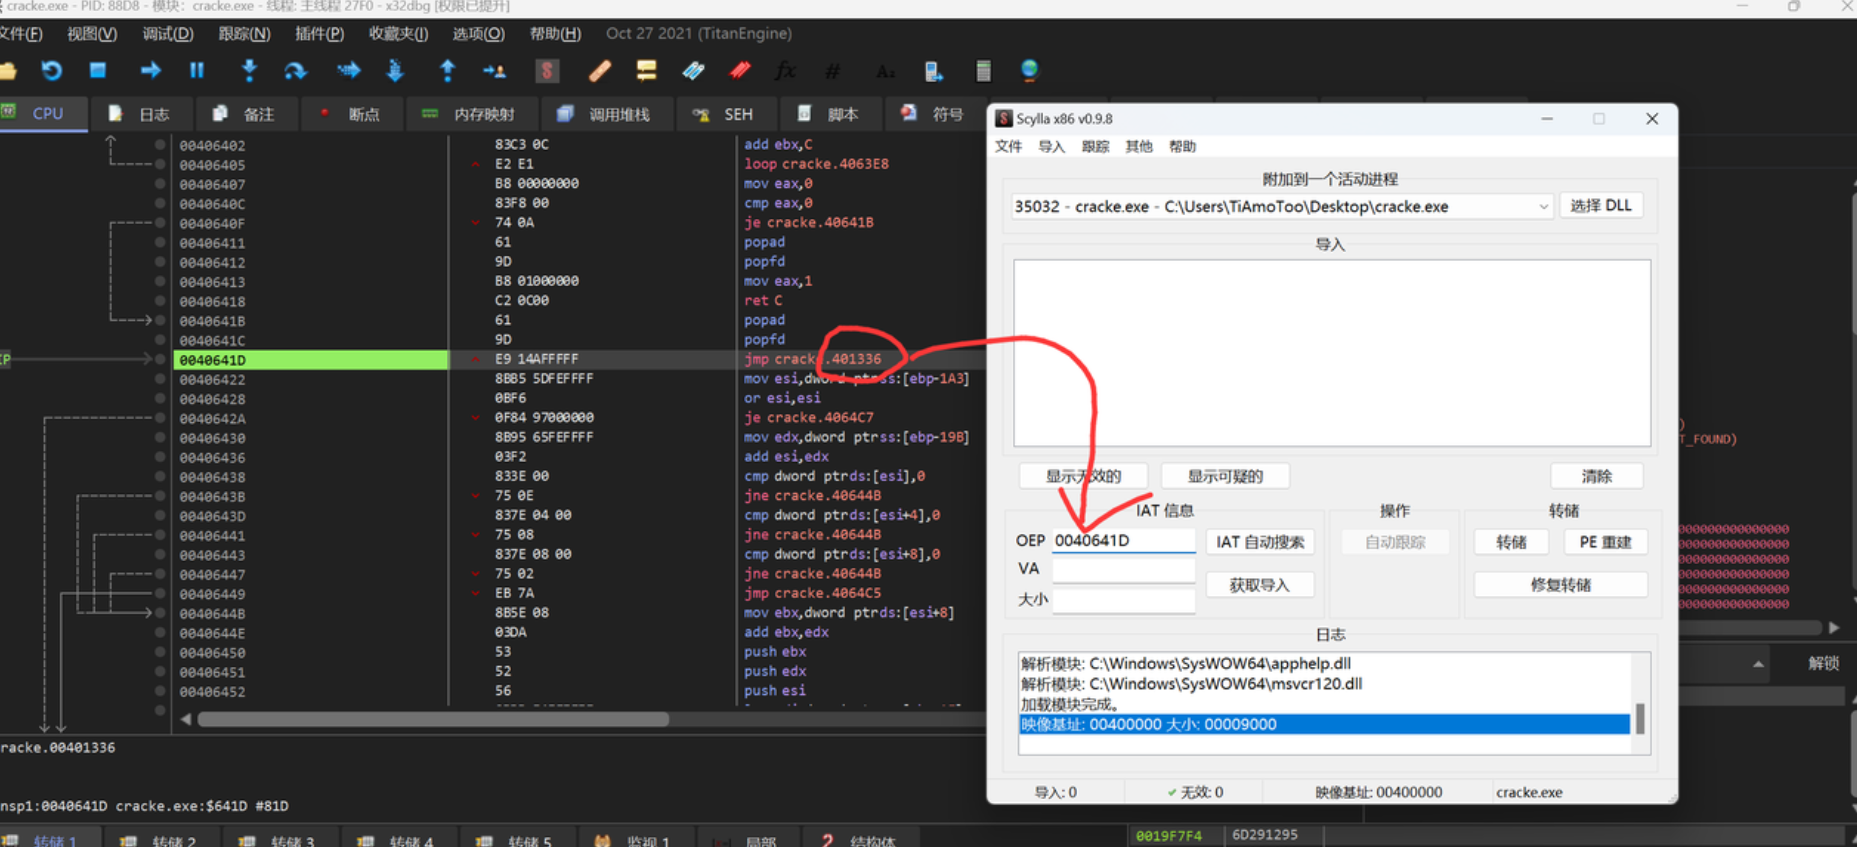 cracke.exe - PID: 88D8 - 模块: cracke.exe - 线程: 主线程 27F0 - x32dbg [权限已提升]
文件(F) 视图(V) 调试(D) 跟踪(N) 插件(P) 收藏夹(I) 选项(O) 帮助(H) Oct 27 2021 (TitanEngine)
CPU 日志 备注 断点 内存映射 调用堆栈 SEH 脚本 符号
00406402 83C3 0C add ebx,C
00406405 E2 E1 loop cracke.4063E8
00406407 B8 00000000 mov eax,0
0040640C 83F8 00 cmp eax,0
0040640F 74 0A je cracke.40641B
00406411 61 popad
00406412 9D popfd
00406413 B8 01000000 mov eax,1
00406418 C2 0C00 ret C
0040641B 61 popad
0040641C 9D popfd
0040641D E9 14AFFFFF jmp cracke.401336
00406422 8BB5 5DFEFFFF mov esi,dword ptrss:[ebp-1A3]
00406428 0BF6 or esi,esi
0040642A 0F84 97000000 je cracke.4064C7
00406430 8B95 65FEFFFF mov edx,dword ptrss:[ebp-19B]
00406436 03F2 add esi,edx
00406438 833E 00 cmp dword ptrds:[esi],0
0040643B 75 0E jne cracke.40644B
0040643D 837E 04 00 cmp dword ptrds:[esi+4],0
00406441 75 08 jne cracke.40644B
00406443 837E 08 00 cmp dword ptrds:[esi+8],0
00406447 75 02 jne cracke.40644B
00406449 EB 7A jmp cracke.4064C5
0040644B 8B5E 08 mov ebx,dword ptrds:[esi+8]
0040644E 03DA add ebx,edx
00406450 53 push ebx
00406451 52 push edx
00406452 56 push esi
racke.00401336
nsp1:0040641D cracke.exe:$641D #81D
转储 1 转储 2 转储 3 转储 4 转储 5 监视 1 局部 结构体
Scylla x86 v0.9.8
文件 导入 跟踪 其他 帮助
附加到一个活动进程
35032 - cracke.exe - C:\Users\TiAmoToo\Desktop\cracke.exe 选择 DLL
导入
显示无效的 显示可疑的 清除
IAT 信息 操作 转储
OEP 0040641D IAT 自动搜索 自动跟踪 转储 PE 重建
VA
大小 获取导入 修复转储
日志
解析模块: C:\Windows\SysWOW64\apphelp.dll
解析模块: C:\Windows\SysWOW64\msvcr120.dll
加载模块完成。
映像基址: 00400000 大小: 00009000
导入: 0 无效: 0 映像基址: 00400000 cracke.exe
T_FOUND)
解锁
0019F7F4 6D291295